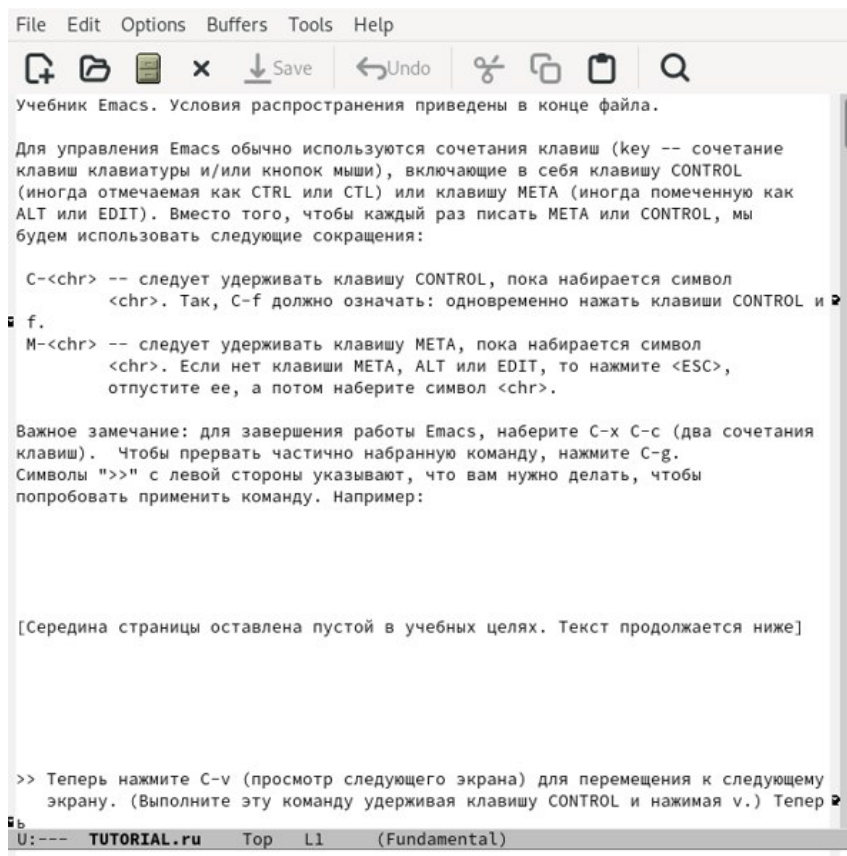 File Edit Options Buffers Tools Help
Save Undo
Учебник Emacs. Условия распространения приведены в конце файла.
Для управления Emacs обычно используются сочетания клавиш (key -- сочетание
клавиш клавиатуры и/или кнопок мыши), включающие в себя клавишу CONTROL
(иногда отмечаемая как CTRL или CTL) или клавишу META (иногда помеченную как
ALT или EDIT). Вместо того, чтобы каждый раз писать META или CONTROL, мы
будем использовать следующие сокращения:
C-<chr> -- следует удерживать клавишу CONTROL, пока набирается символ
<chr>. Так, C-f должно означать: одновременно нажать клавиши CONTROL и
f.
M-<chr> -- следует удерживать клавишу META, пока набирается символ
<chr>. Если нет клавиши META, ALT или EDIT, то нажмите <ESC>,
отпустите ее, а потом наберите символ <chr>.
Важное замечание: для завершения работы Emacs, наберите C-x C-c (два сочетания
клавиш).  Чтобы прервать частично набранную команду, нажмите C-g.
Символы ">>" с левой стороны указывают, что вам нужно делать, чтобы
попробовать применить команду. Например:
[Середина страницы оставлена пустой в учебных целях. Текст продолжается ниже]
>> Теперь нажмите C-v (просмотр следующего экрана) для перемещения к следующему
экрану. (Выполните эту команду удерживая клавишу CONTROL и нажимая v.) Тепер
ь
U:--- TUTORIAL.ru Top L1 (Fundamental)